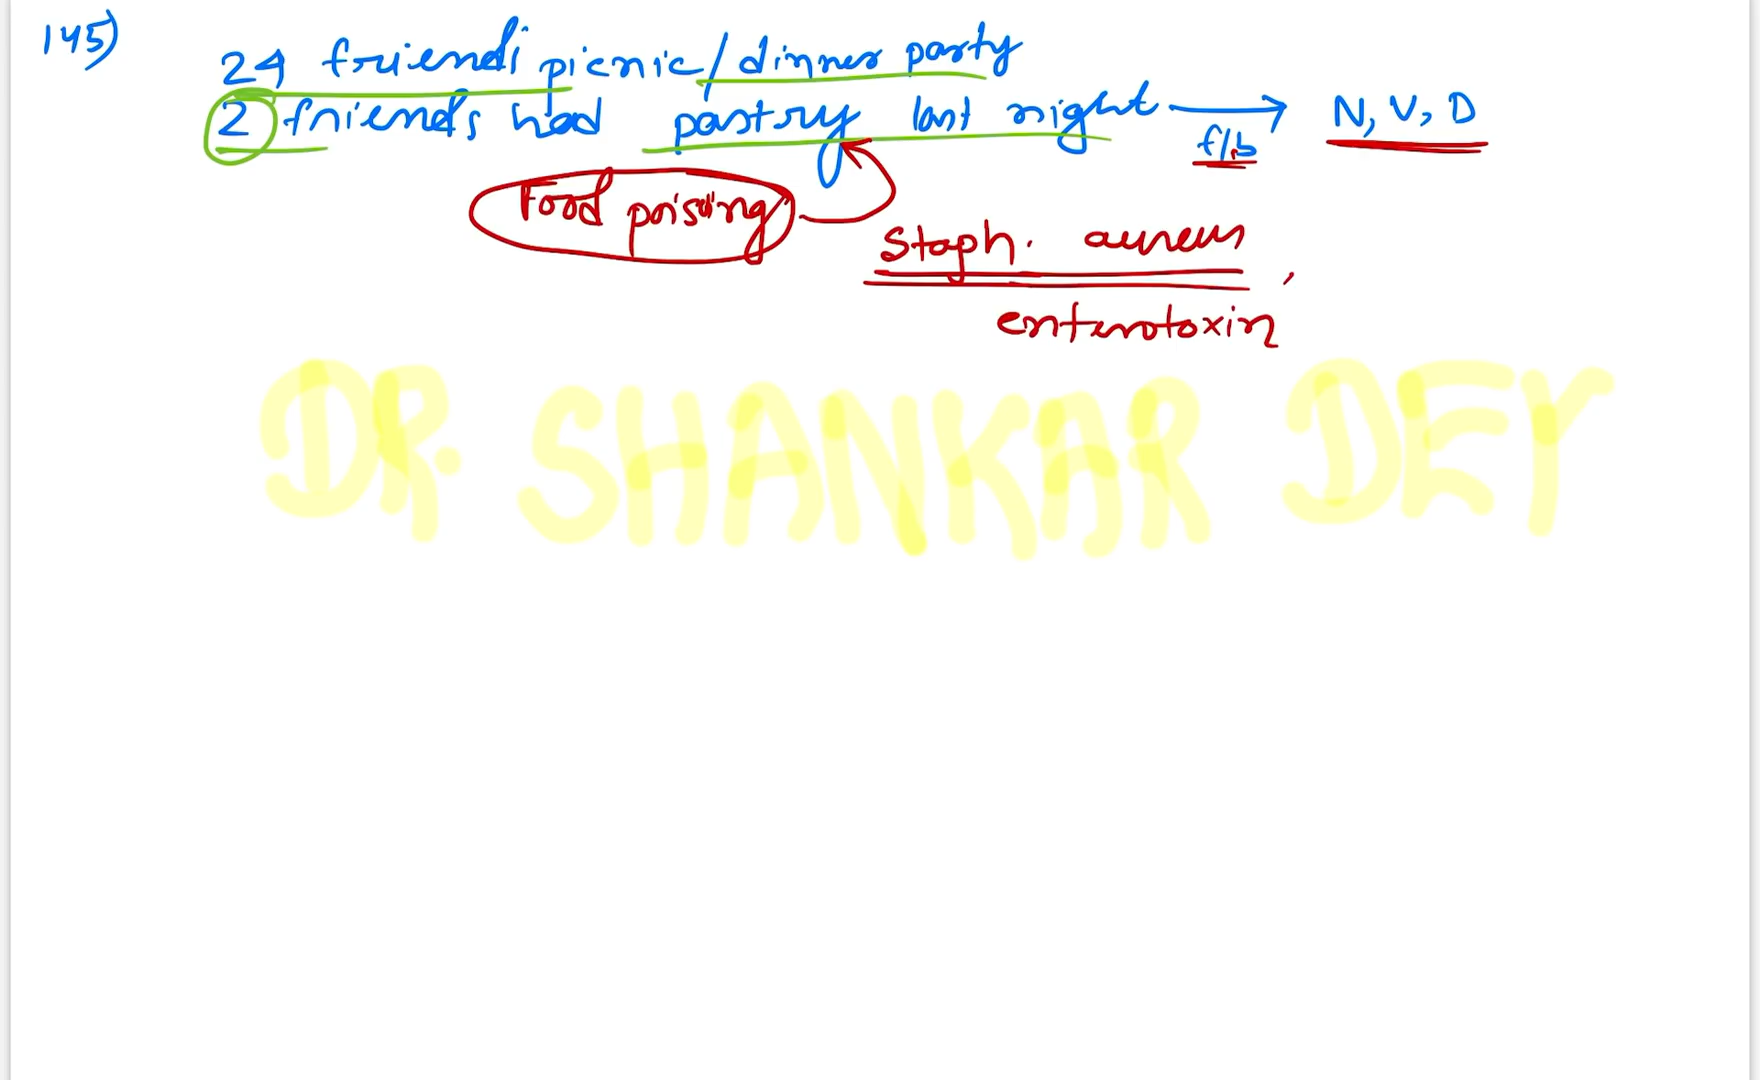 145)
24 friends picnic/dinner party
2 friends had pastry last night → N, V, D
f/b
Food poisoning
Staph. aureus,
enterotoxin
DR. SHANKAR DEY